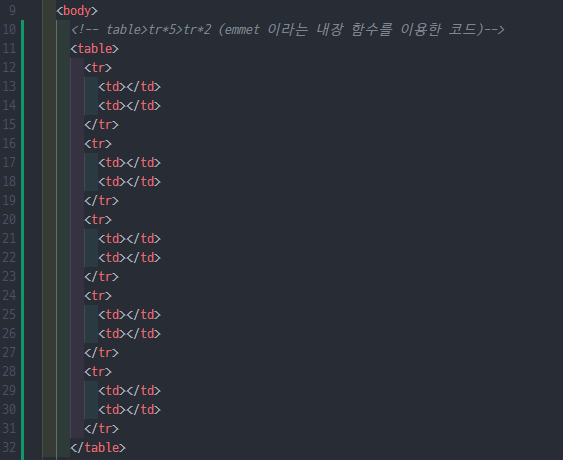 9 <body>
10 <!-- table>tr*5>tr*2 (emmet 이라는 내장 함수를 이용한 코드)-->
11 <table>
12 <tr>
13 <td></td>
14 <td></td>
15 </tr>
16 <tr>
17 <td></td>
18 <td></td>
19 </tr>
20 <tr>
21 <td></td>
22 <td></td>
23 </tr>
24 <tr>
25 <td></td>
26 <td></td>
27 </tr>
28 <tr>
29 <td></td>
30 <td></td>
31 </tr>
32 </table>